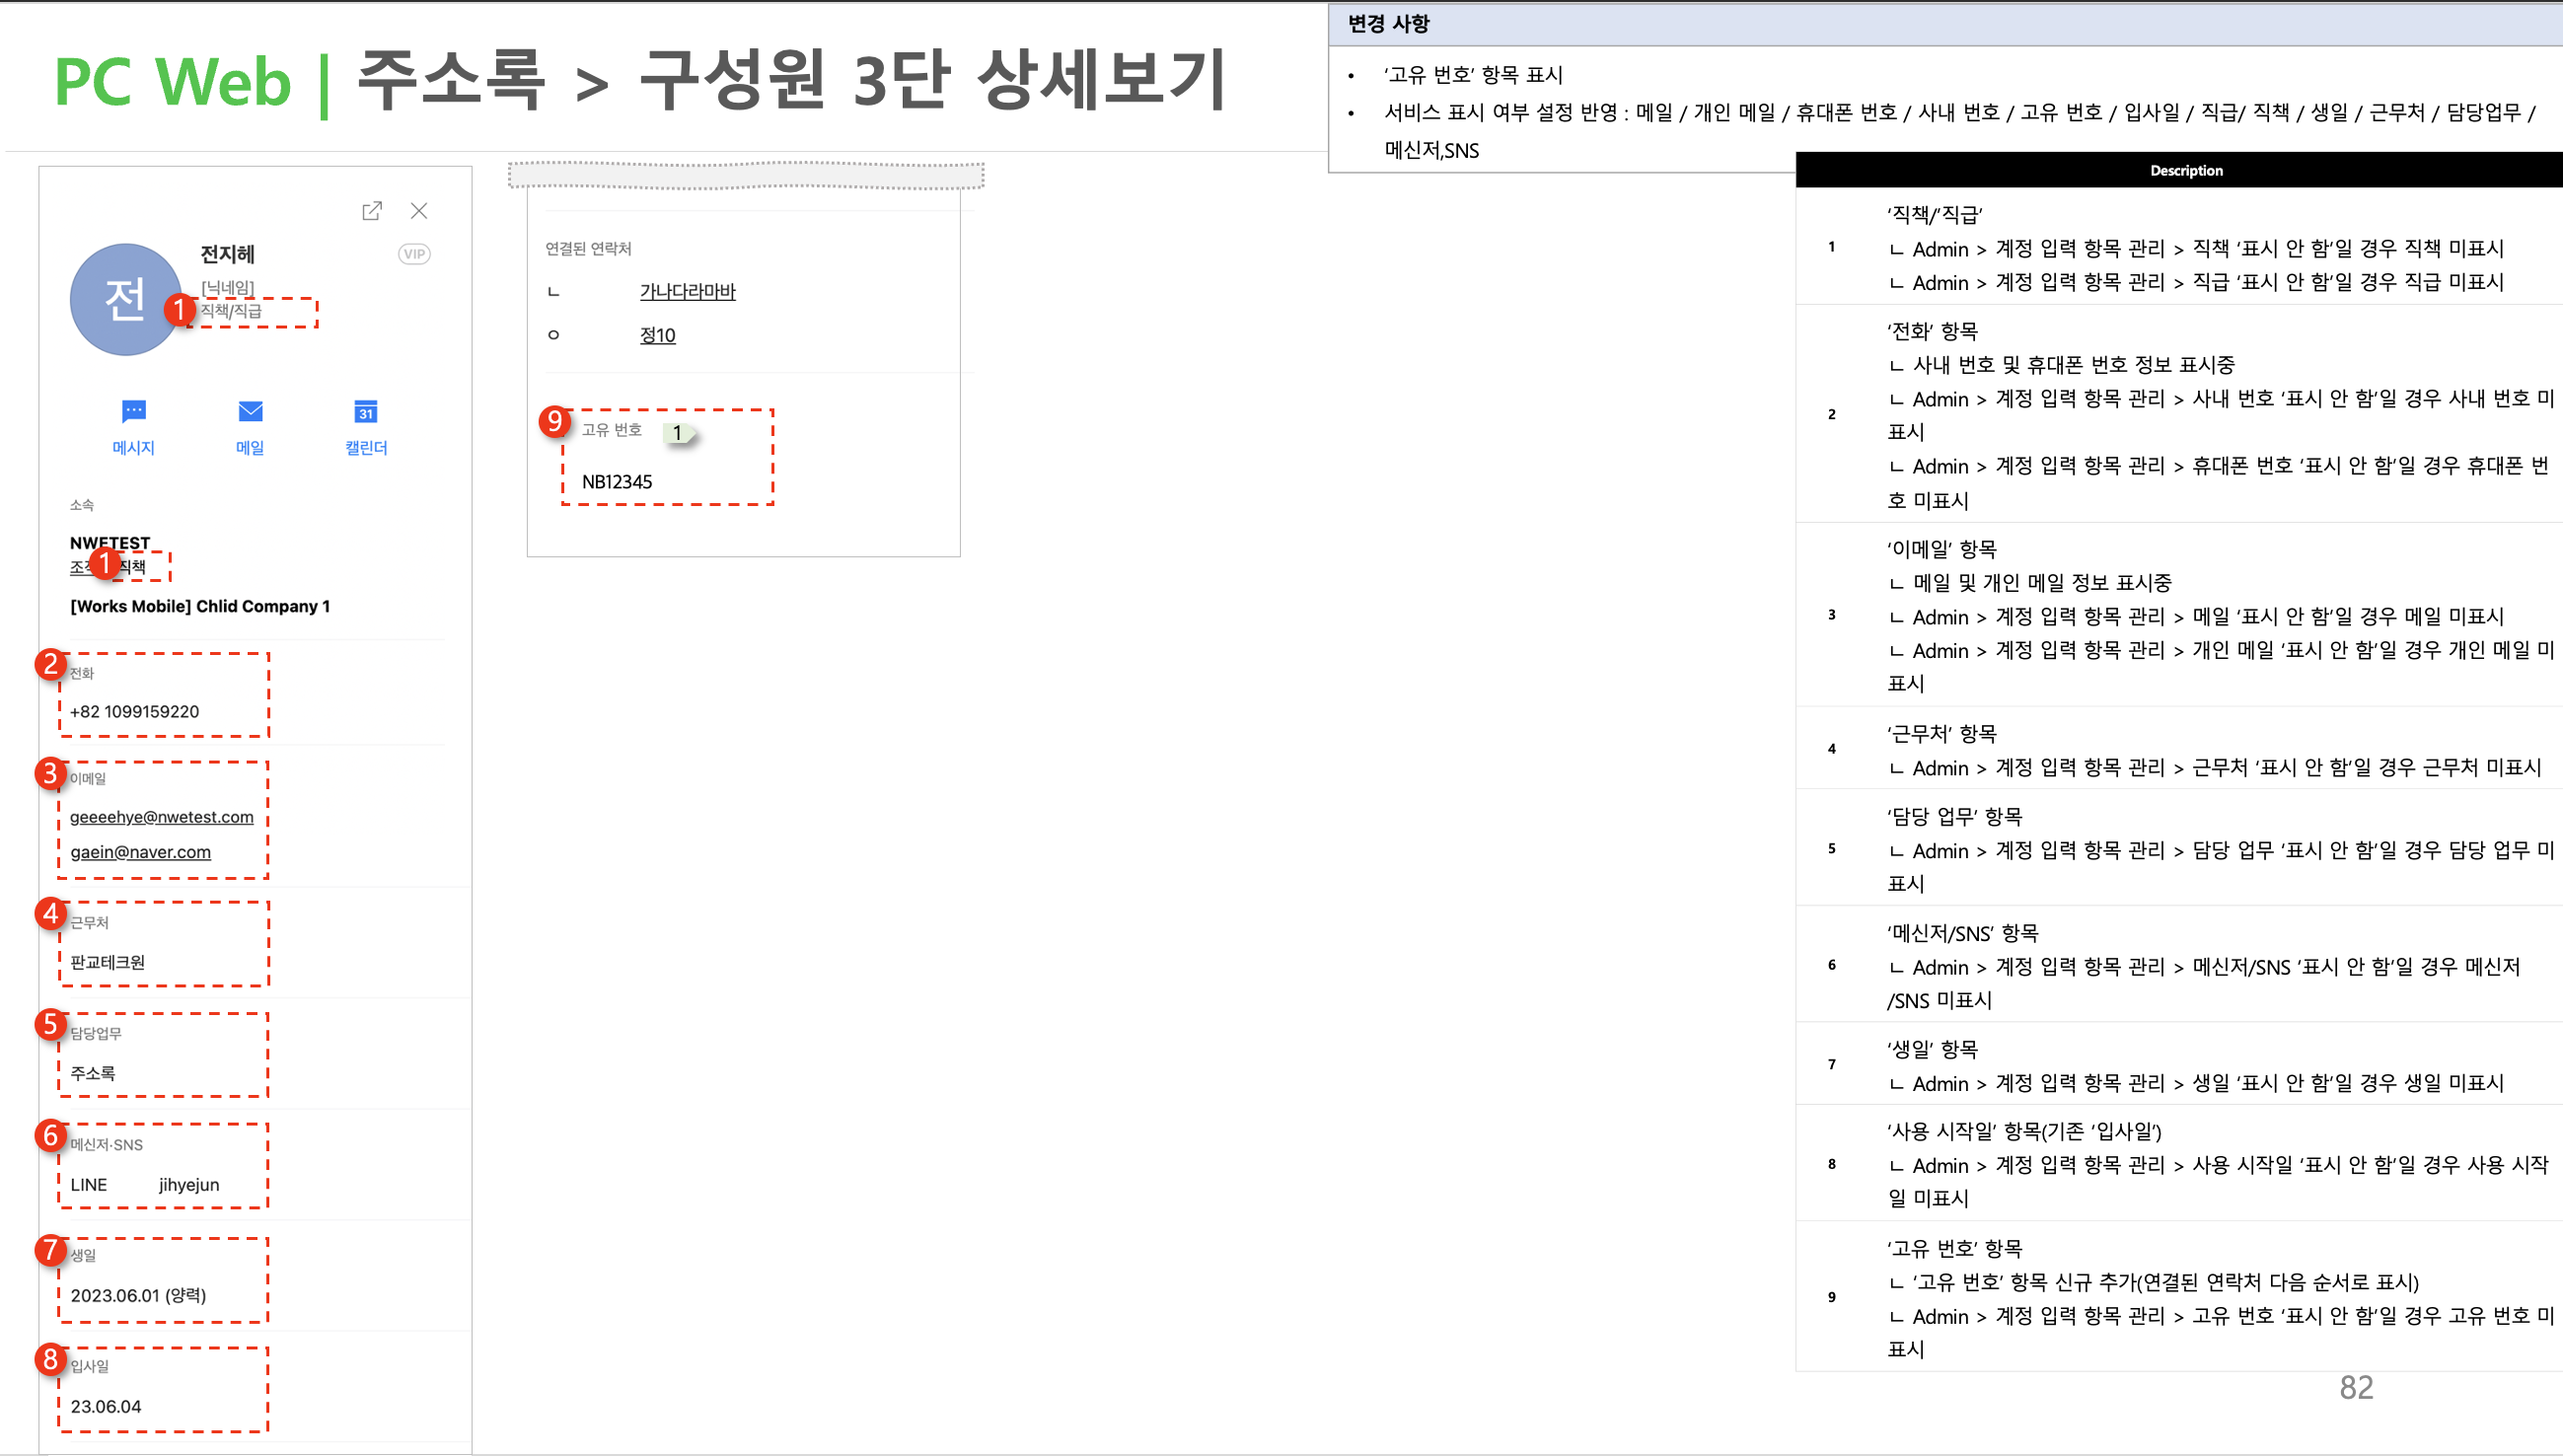 PC Web | 주소록 > 구성원 3단 상세보기
변경 사항
• ‘고유 번호’ 항목 표시
• 서비스 표시 여부 설정 반영 : 메일 / 개인 메일 / 휴대폰 번호 / 사내 번호 / 고유 번호 / 입사일 / 직급/ 직책 / 생일 / 근무처 / 담당업무 /
메신저,SNS
전
전지혜
VIP
[닉네임]
1 직책/직급
메시지
메일
31
캘린더
소속
NWETEST
1 직책
[Works Mobile] Chlid Company 1
2 전화
+82 1099159220
3 이메일
geeeehye@nwetest.com
gaein@naver.com
4 근무처
판교테크원
5 담당업무
주소록
6 메신저·SNS
LINE jihyejun
7 생일
2023.06.01 (양력)
8 입사일
23.06.04
연결된 연락처
ㄴ 가나다라마바
ㅇ 정10
9 고유 번호 1
NB12345
Description
1
‘직책/’직급’
ㄴ Admin > 계정 입력 항목 관리 > 직책 ‘표시 안 함’일 경우 직책 미표시
ㄴ Admin > 계정 입력 항목 관리 > 직급 ‘표시 안 함’일 경우 직급 미표시
2
‘전화’ 항목
ㄴ 사내 번호 및 휴대폰 번호 정보 표시중
ㄴ Admin > 계정 입력 항목 관리 > 사내 번호 ‘표시 안 함’일 경우 사내 번호 미
표시
ㄴ Admin > 계정 입력 항목 관리 > 휴대폰 번호 ‘표시 안 함’일 경우 휴대폰 번
호 미표시
3
‘이메일’ 항목
ㄴ 메일 및 개인 메일 정보 표시중
ㄴ Admin > 계정 입력 항목 관리 > 메일 ‘표시 안 함’일 경우 메일 미표시
ㄴ Admin > 계정 입력 항목 관리 > 개인 메일 ‘표시 안 함’일 경우 개인 메일 미
표시
4
‘근무처’ 항목
ㄴ Admin > 계정 입력 항목 관리 > 근무처 ‘표시 안 함’일 경우 근무처 미표시
5
‘담당 업무’ 항목
ㄴ Admin > 계정 입력 항목 관리 > 담당 업무 ‘표시 안 함’일 경우 담당 업무 미
표시
6
‘메신저/SNS’ 항목
ㄴ Admin > 계정 입력 항목 관리 > 메신저/SNS ‘표시 안 함’일 경우 메신저
/SNS 미표시
7
‘생일’ 항목
ㄴ Admin > 계정 입력 항목 관리 > 생일 ‘표시 안 함’일 경우 생일 미표시
8
‘사용 시작일’ 항목(기존 ‘입사일’)
ㄴ Admin > 계정 입력 항목 관리 > 사용 시작일 ‘표시 안 함’일 경우 사용 시작
일 미표시
9
‘고유 번호’ 항목
ㄴ ‘고유 번호’ 항목 신규 추가(연결된 연락처 다음 순서로 표시)
ㄴ Admin > 계정 입력 항목 관리 > 고유 번호 ‘표시 안 함’일 경우 고유 번호 미
표시
82